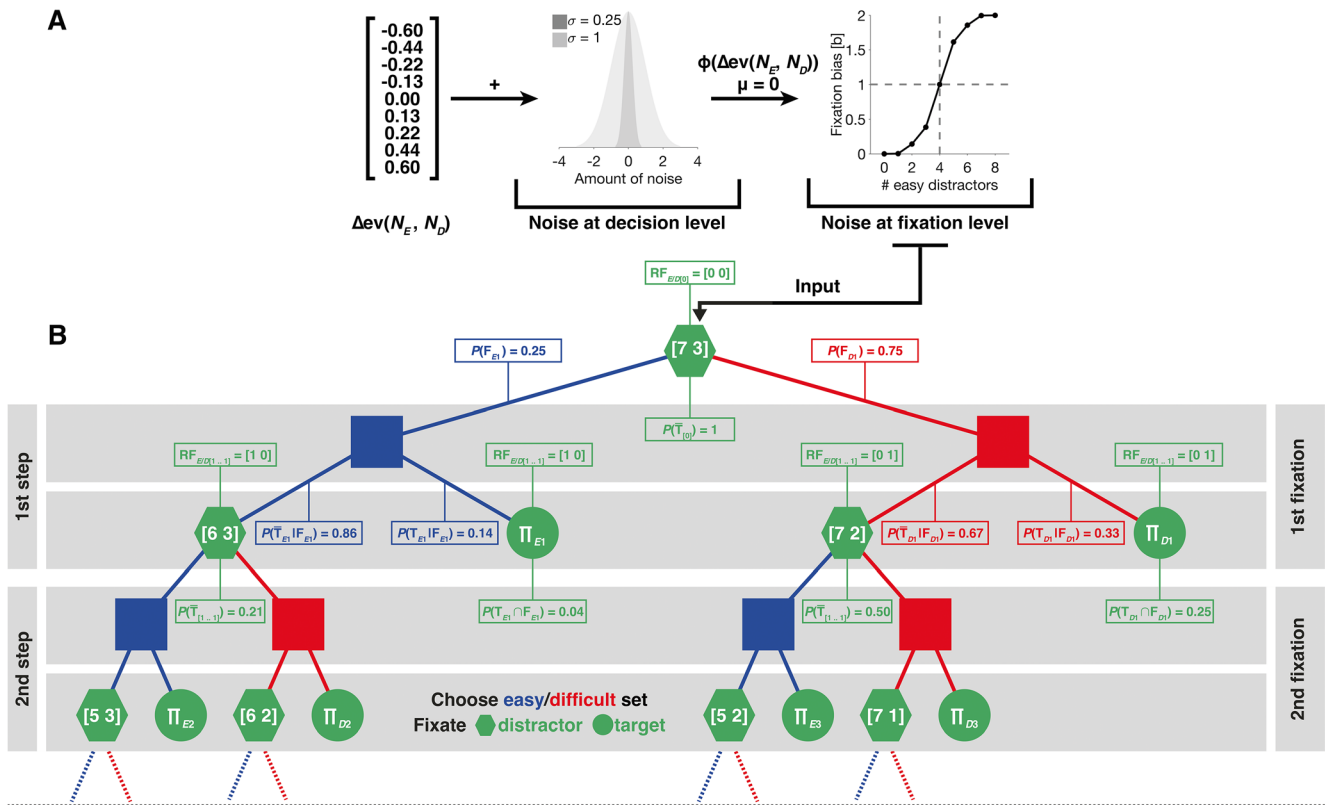 A
-0.60
-0.44
-0.22
-0.13
0.00
0.13
0.22
0.44
0.60
Δev(N_E, N_D)
+
σ = 0.25
σ = 1
-4 -2 0 2 4
Amount of noise
Noise at decision level
ϕ(Δev(N_E, N_D))
μ = 0
Fixation bias [b]
2
1
0.5
0
0 2 4 6 8
# easy distractors
Noise at fixation level
Input
B
RF_E/D[0] = [0 0]
[7 3]
P(F_E1) = 0.25
P(F_D1) = 0.75
P(T̅_[0]) = 1
1st step
1st fixation
RF_E/D[1..1] = [1 0]
RF_E/D[1..1] = [1 0]
RF_E/D[1..1] = [0 1]
RF_E/D[1..1] = [0 1]
[6 3]
P(T̅_E1|F_E1) = 0.86
P(T_E1|F_E1) = 0.14
Π_E1
[7 2]
P(T̅_D1|F_D1) = 0.67
P(T_D1|F_D1) = 0.33
Π_D1
P(T̅_[1..1]) = 0.21
P(T_E1∩F_E1) = 0.04
P(T̅_[1..1]) = 0.50
P(T_D1∩F_D1) = 0.25
2nd step
2nd fixation
[5 3]
Π_E2
[6 2]
Π_D2
Choose easy/difficult set
Fixate distractor target
[5 2]
Π_E3
[7 1]
Π_D3